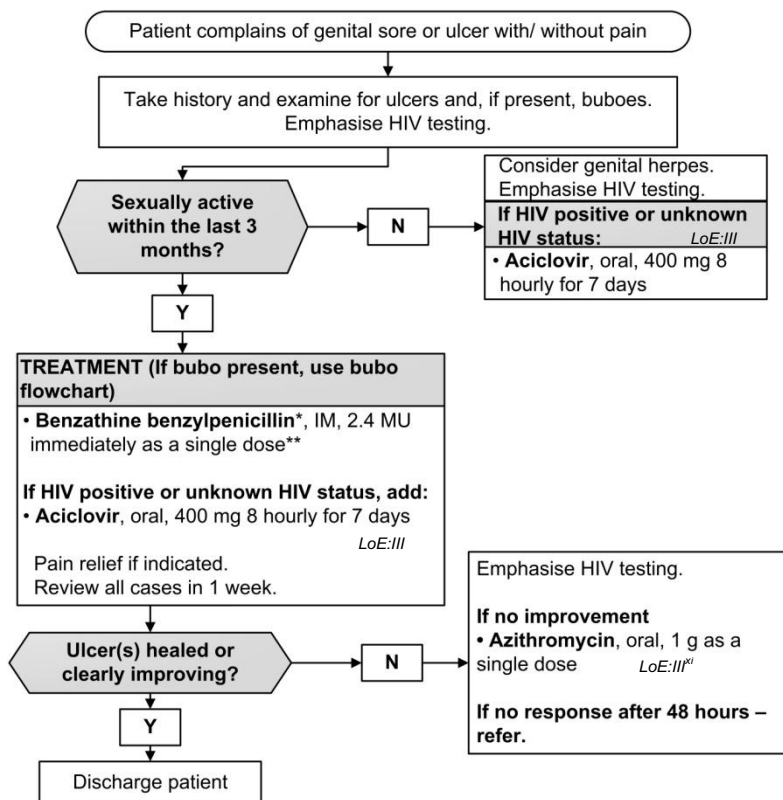 Patient complains of genital sore or ulcer with/ without pain
Take history and examine for ulcers and, if present, buboes.
Emphasise HIV testing.
Sexually active
within the last 3
months?
N
Consider genital herpes.
Emphasise HIV testing.
If HIV positive or unknown
HIV status: LoE:III
• Aciclovir, oral, 400 mg 8
hourly for 7 days
Y
TREATMENT (If bubo present, use bubo
flowchart)
• Benzathine benzylpenicillin*, IM, 2.4 MU
immediately as a single dose**
If HIV positive or unknown HIV status, add:
• Aciclovir, oral, 400 mg 8 hourly for 7 days
LoE:III
Pain relief if indicated.
Review all cases in 1 week.
Ulcer(s) healed or
clearly improving?
N
Emphasise HIV testing.
If no improvement
• Azithromycin, oral, 1 g as a
single dose LoE:IIIxi
If no response after 48 hours –
refer.
Y
Discharge patient